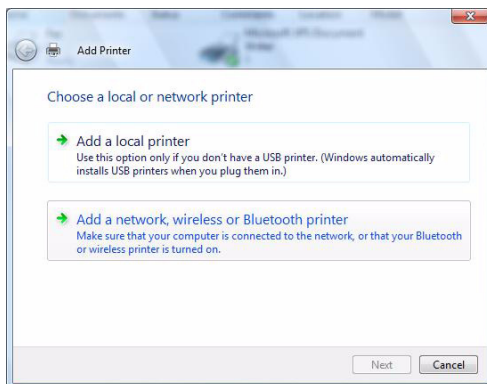 Add Printer
Choose a local or network printer
Add a local printer
Use this option only if you don't have a USB printer. (Windows automatically
installs USB printers when you plug them in.)
Add a network, wireless or Bluetooth printer
Make sure that your computer is connected to the network, or that your Bluetooth
or wireless printer is turned on.
Next
Cancel